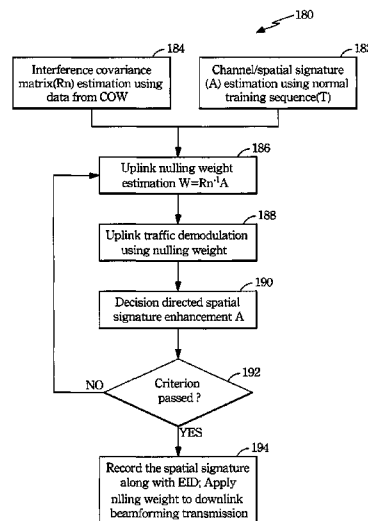 180
184
Interference covariance
matrix(Rn) estimation using
data from COW
Channel/spatial signature
(A) estimation using normal
training sequence(T)
186
Uplink nulling weight
estimation W=Rn⁻¹A
188
Uplink traffic demodulation
using nulling weight
190
Decision directed spatial
signature enhancement A
192
Criterion
passed ?
NO
YES
194
Record the spatial signature
along with EID; Apply
nlling weight to downlink
beamforming transmission